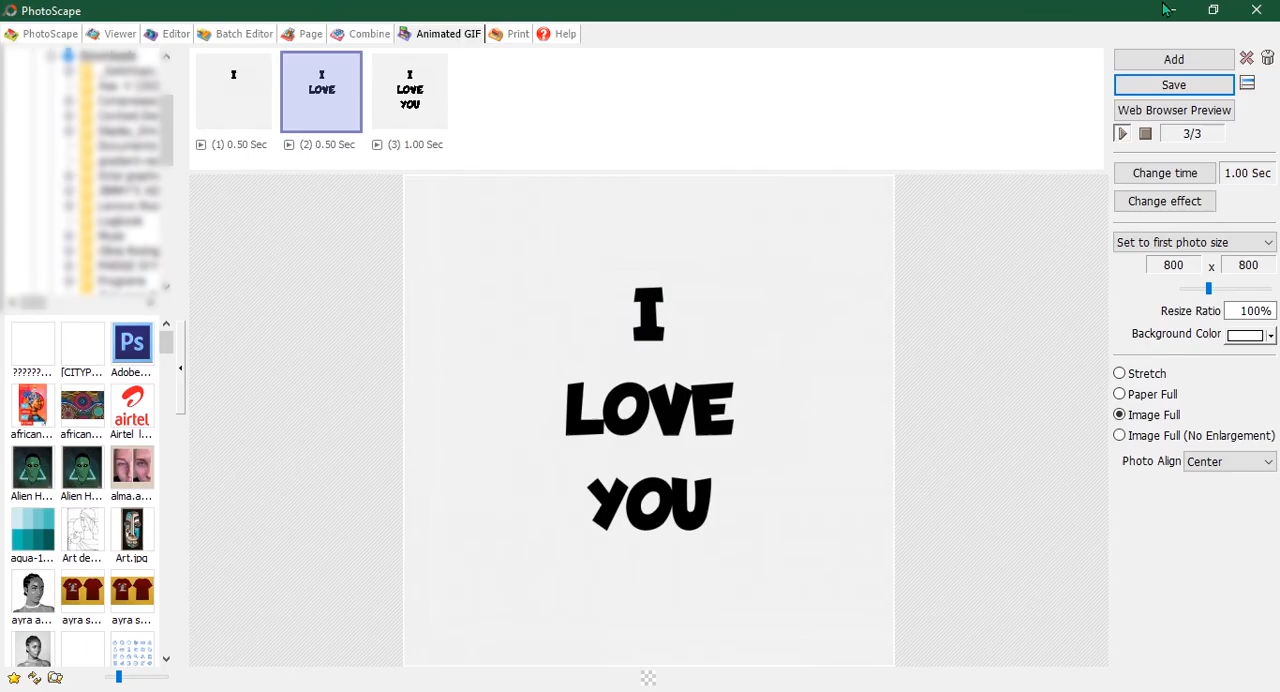 PhotoScape
PhotoScape Viewer Editor Batch Editor Page Combine Animated GIF Print Help
I
I
LOVE
I
LOVE
YOU
(1) 0.50 Sec (2) 0.50 Sec (3) 1.00 Sec
Add
Save
Web Browser Preview
3/3
Change time 1.00 Sec
Change effect
Set to first photo size
800 x 800
Resize Ratio 100%
Background Color
Stretch
Paper Full
Image Full
Image Full (No Enlargement)
Photo Align Center
I
LOVE
YOU
Ps
???????... [CITYP... Adobe...
airtel
african... african... Airtel l...
Alien H... Alien H... alma.a...
aqua-1... Art de... Art.jpg
ayra a... ayra s... ayra s...